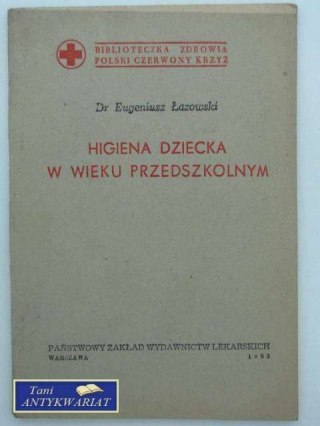 BIBLIOTECZKA ZDROWIA
POLSKI CZERWONY KRZYŻ
Dr Eugeniusz Łazowski
HIGIENA DZIECKA
W WIEKU PRZEDSZKOLNYM
PAŃSTWOWY ZAKŁAD WYDAWNICTW LEKARSKICH
WARSZAWA 1953
Tani
ANTYKWARIAT